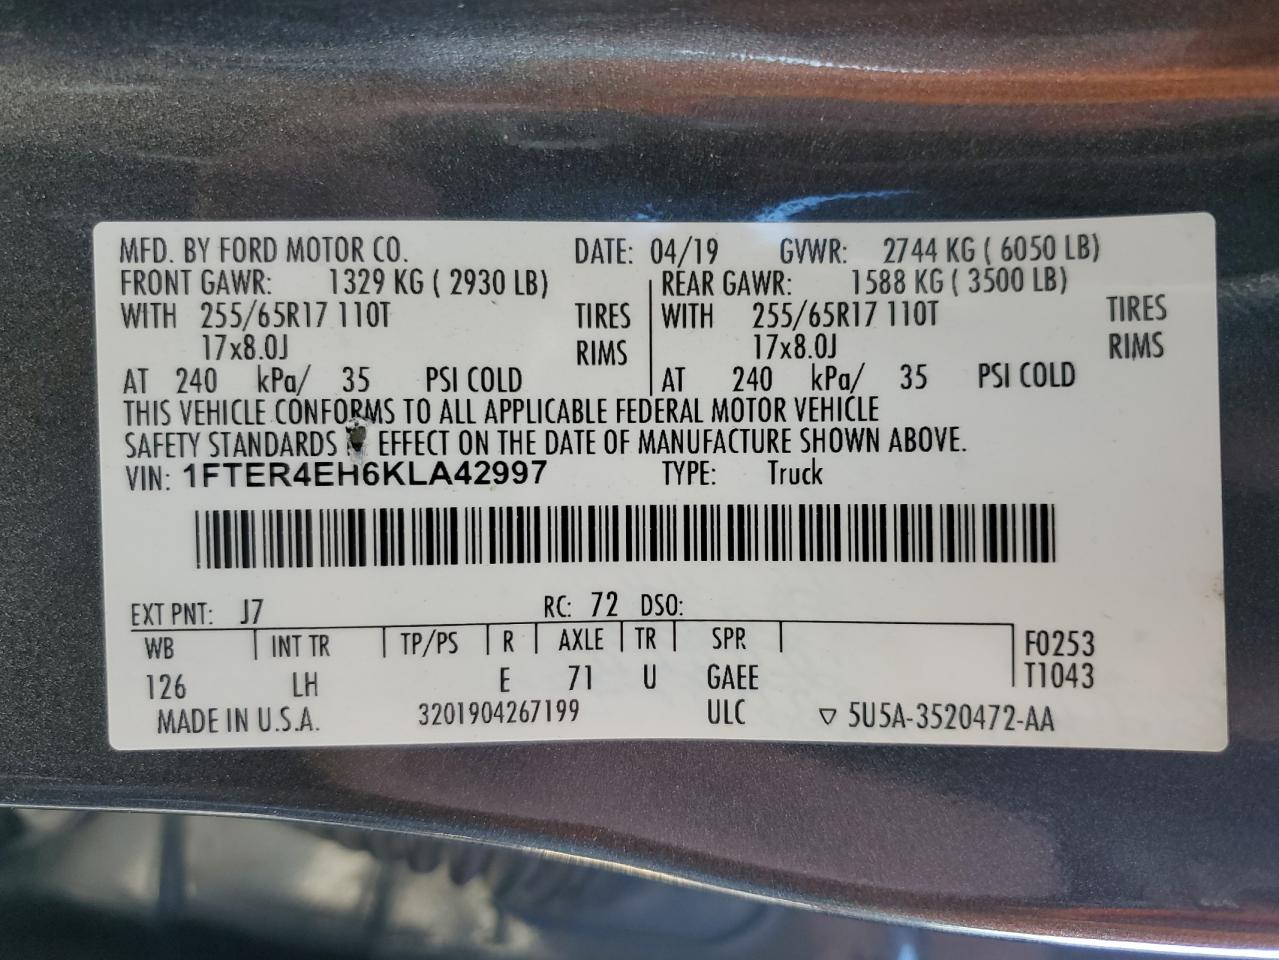 MFD. BY FORD MOTOR CO. DATE: 04/19 GVWR: 2744 KG ( 6050 LB)
FRONT GAWR: 1329 KG ( 2930 LB) REAR GAWR: 1588 KG ( 3500 LB)
WITH 255/65R17 110T TIRES WITH 255/65R17 110T TIRES
17x8.0J RIMS 17x8.0J RIMS
AT 240 kPa/ 35 PSI COLD AT 240 kPa/ 35 PSI COLD
THIS VEHICLE CONFORMS TO ALL APPLICABLE FEDERAL MOTOR VEHICLE
SAFETY STANDARDS EFFECT ON THE DATE OF MANUFACTURE SHOWN ABOVE.
VIN: 1FTER4EH6KLA42997 TYPE: Truck
EXT PNT: J7 RC: 72 DSO:
WB INT TR TP/PS R AXLE TR SPR F0253
126 LH E 71 U GAEE T1043
MADE IN U.S.A. 3201904267199 ULC ▽ 5U5A-3520472-AA